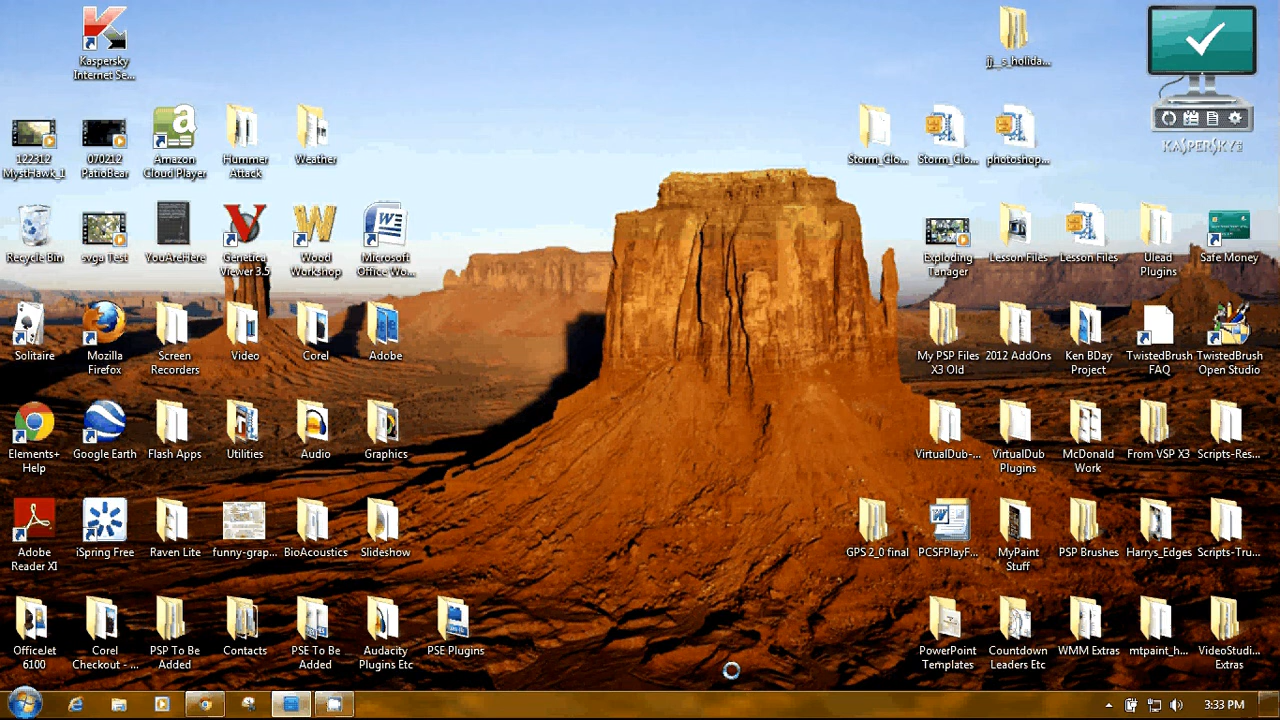 Kaspersky
Internet Se...
jj__s_holida...
KASPERSKY
122312
MystHawk_1
070212
PatioBear
Amazon
Cloud Player
Hummer
Attack
Weather
Storm_Clo...
Storm_Clo...
photoshop...
Recycle Bin
svga Test
YouAreHere
Genetica
Viewer 3.5
Wood
Workshop
Microsoft
Office Wo...
Exploding
Tanager
Lesson Files
Lesson Files
Ulead
Plugins
Safe Money
Solitaire
Mozilla
Firefox
Screen
Recorders
Video
Corel
Adobe
My PSP Files
X3 Old
2012 AddOns
Ken BDay
Project
TwistedBrush
FAQ
TwistedBrush
Open Studio
Elements+
Help
Google Earth
Flash Apps
Utilities
Audio
Graphics
VirtualDub-...
VirtualDub
Plugins
McDonald
Work
From VSP X3
Scripts-Res...
Adobe
Reader XI
iSpring Free
Raven Lite
funny-grap...
BioAcoustics
Slideshow
GPS 2_0 final
PCSFPlayF...
MyPaint
Stuff
PSP Brushes
Harrys_Edges
Scripts-Tru...
OfficeJet
6100
Corel
Checkout - ...
PSP To Be
Added
Contacts
PSE To Be
Added
Audacity
Plugins Etc
PSE Plugins
PowerPoint
Templates
Countdown
Leaders Etc
WMM Extras
mtpaint_h...
VideoStudi...
Extras
3:33 PM